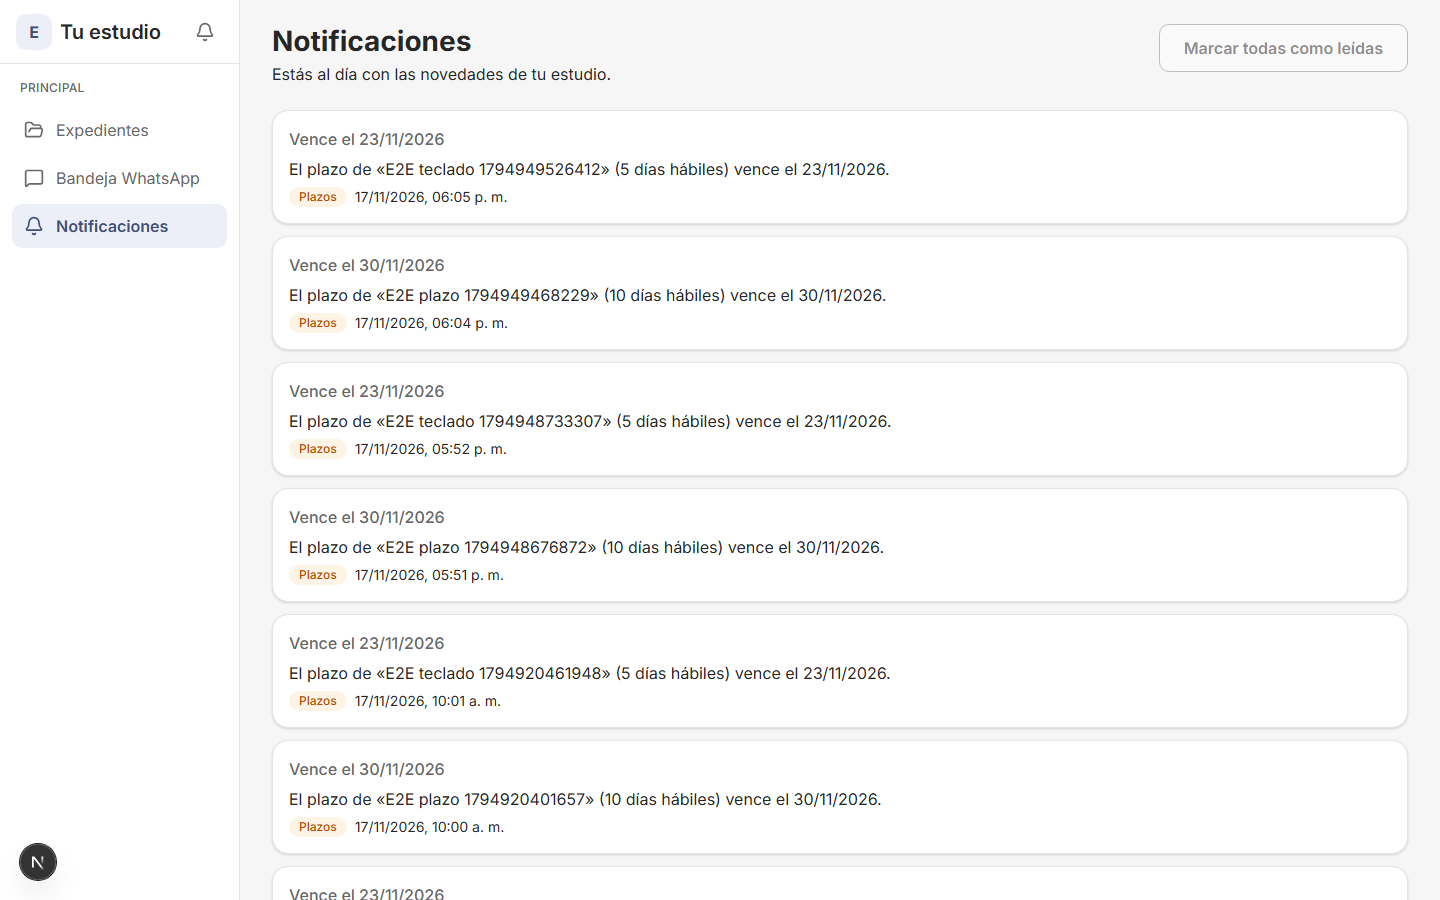 E Tu estudio
PRINCIPAL
Expedientes
Bandeja WhatsApp
Notificaciones
Notificaciones
Estás al día con las novedades de tu estudio.
Marcar todas como leídas
Vence el 23/11/2026
El plazo de «E2E teclado 1794949526412» (5 días hábiles) vence el 23/11/2026.
Plazos 17/11/2026, 06:05 p. m.
Vence el 30/11/2026
El plazo de «E2E plazo 1794949468229» (10 días hábiles) vence el 30/11/2026.
Plazos 17/11/2026, 06:04 p. m.
Vence el 23/11/2026
El plazo de «E2E teclado 1794948733307» (5 días hábiles) vence el 23/11/2026.
Plazos 17/11/2026, 05:52 p. m.
Vence el 30/11/2026
El plazo de «E2E plazo 1794948676872» (10 días hábiles) vence el 30/11/2026.
Plazos 17/11/2026, 05:51 p. m.
Vence el 23/11/2026
El plazo de «E2E teclado 1794920461948» (5 días hábiles) vence el 23/11/2026.
Plazos 17/11/2026, 10:01 a. m.
Vence el 30/11/2026
El plazo de «E2E plazo 1794920401657» (10 días hábiles) vence el 30/11/2026.
Plazos 17/11/2026, 10:00 a. m.
Vence el 23/11/2026
N